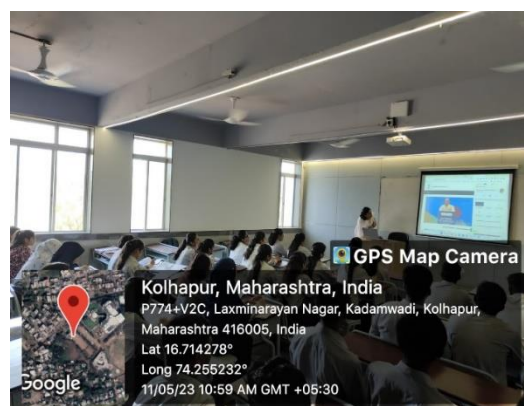 GPS Map Camera
Kolhapur, Maharashtra, India
P774+V2C, Laxminarayan Nagar, Kadamwadi, Kolhapur,
Maharashtra 416005, India
Lat 16.714278°
Long 74.255232°
11/05/23 10:59 AM GMT +05:30
Google